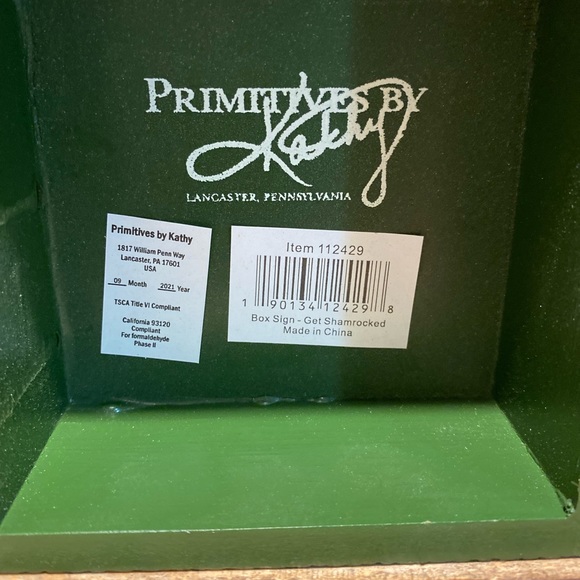 PRIMITIVES BY
Kathy
LANCASTER, PENNSYLVANIA
Primitives by Kathy
1817 William Penn Way
Lancaster, PA 17601
USA
09 Month 2021 Year
TSCA Title VI Compliant
California 93120
Compliant
For formaldehyde
Phase II
Item 112429
1 90134 12429 8
Box Sign - Get Shamrocked
Made in China